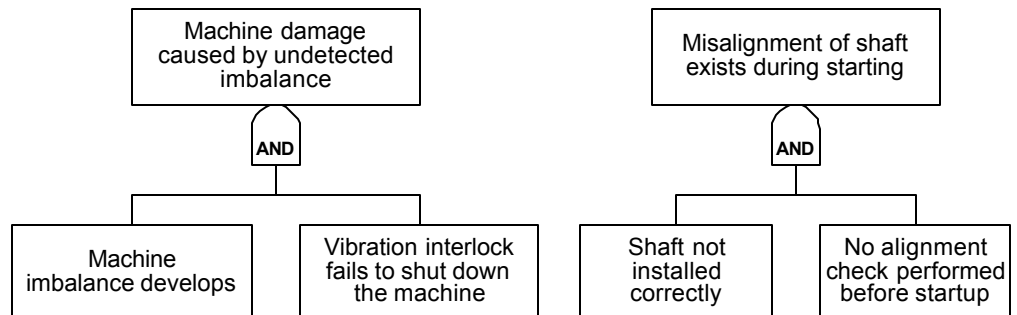 Machine damage
caused by undetected
imbalance
AND
Machine
imbalance develops
Vibration interlock
fails to shut down
the machine
Misalignment of shaft
exists during starting
AND
Shaft not
installed
correctly
No alignment
check performed
before startup